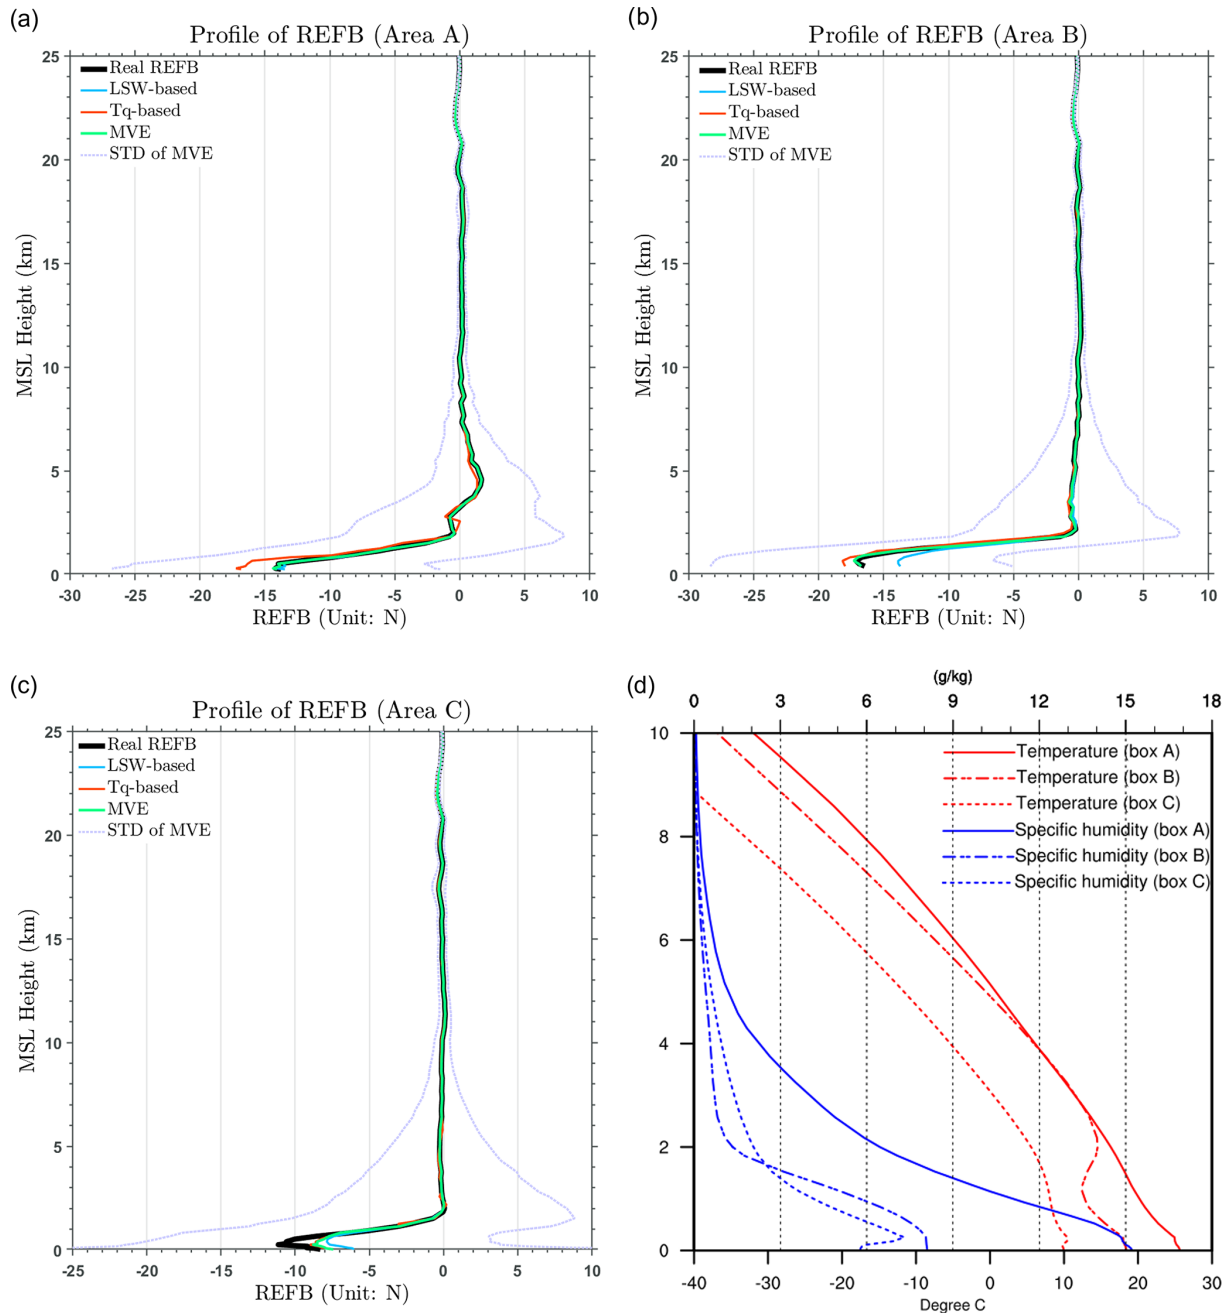 (a)
Profile of REFB (Area A)
Real REFB
LSW-based
Tq-based
MVE
STD of MVE
25
20
15
10
5
0
MSL Height (km)
-30 -25 -20 -15 -10 -5 0 5 10
REFB (Unit: N)
(b)
Profile of REFB (Area B)
Real REFB
LSW-based
Tq-based
MVE
STD of MVE
25
20
15
10
5
0
MSL Height (km)
-30 -25 -20 -15 -10 -5 0 5 10
REFB (Unit: N)
(c)
Profile of REFB (Area C)
Real REFB
LSW-based
Tq-based
MVE
STD of MVE
25
20
15
10
5
0
MSL Height (km)
-25 -20 -15 -10 -5 0 5 10
REFB (Unit: N)
(d)
(g/kg)
0 3 6 9 12 15 18
Temperature (box A)
Temperature (box B)
Temperature (box C)
Specific humidity (box A)
Specific humidity (box B)
Specific humidity (box C)
10
8
6
4
2
0
-40 -30 -20 -10 0 10 20 30
Degree C